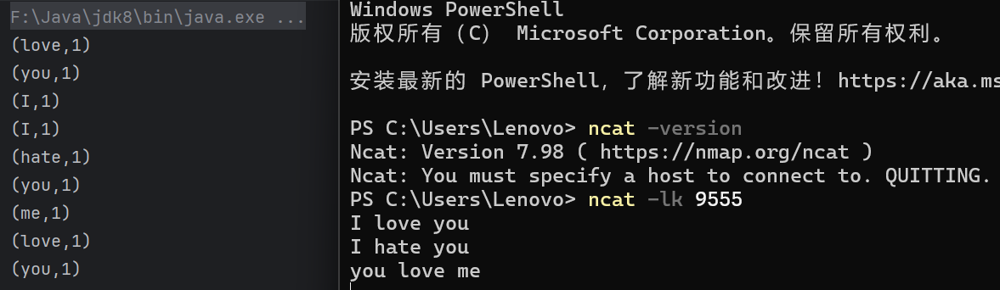 F:\Java\jdk8\bin\java.exe ...
(love,1)
(you,1)
(I,1)
(I,1)
(hate,1)
(you,1)
(me,1)
(love,1)
(you,1)
Windows PowerShell
版权所有（C） Microsoft Corporation。保留所有权利。
安装最新的 PowerShell，了解新功能和改进！https://aka.ms
PS C:\Users\Lenovo> ncat -version
Ncat: Version 7.98 ( https://nmap.org/ncat )
Ncat: You must specify a host to connect to. QUITTING.
PS C:\Users\Lenovo> ncat -lk 9555
I love you
I hate you
you love me